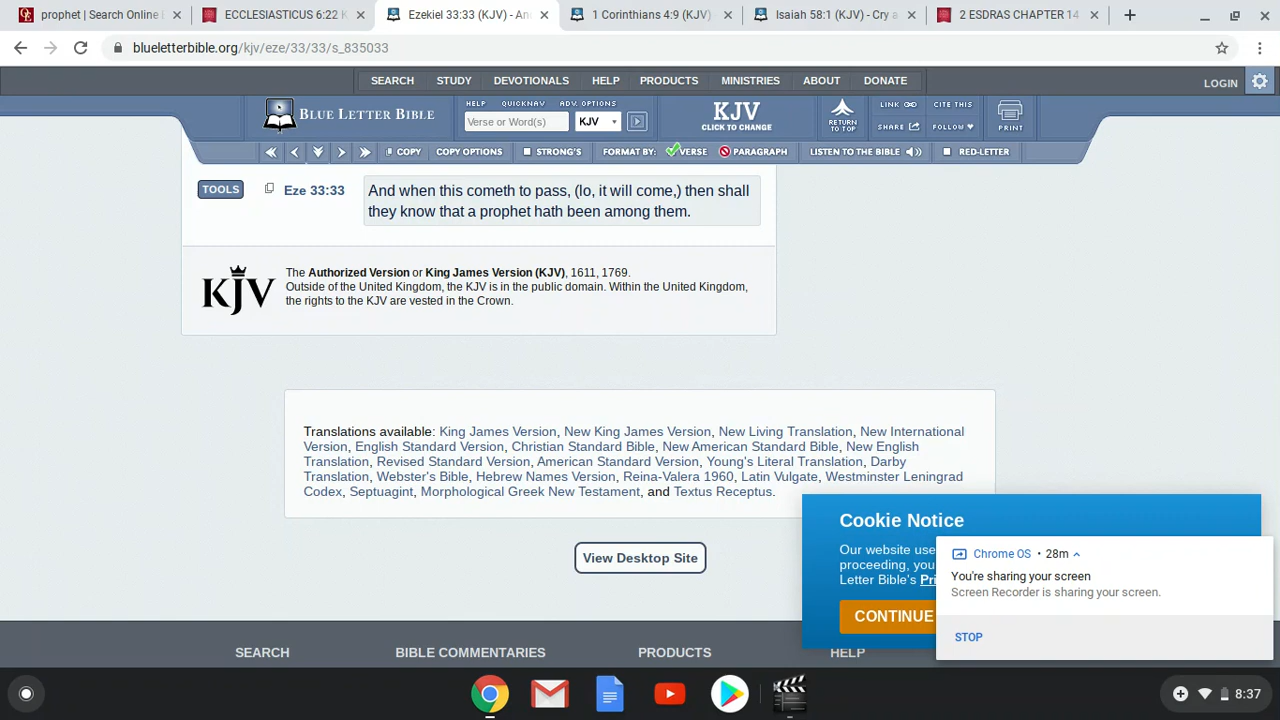 prophet | Search Online E
ECCLESIASTICUS 6:22 K
Ezekiel 33:33 (KJV) - An
1 Corinthians 4:9 (KJV) -
Isaiah 58:1 (KJV) - Cry a
2 ESDRAS CHAPTER 14
blueletterbible.org/kjv/eze/33/33/s_835033
SEARCH STUDY DEVOTIONALS HELP PRODUCTS MINISTRIES ABOUT DONATE
LOGIN
BLUE LETTER BIBLE
HELP QUICKNAV ADV. OPTIONS
Verse or Word(s) KJV
KJV
CLICK TO CHANGE
RETURN
TO TOP
LINK CITE THIS
SHARE FOLLOW
PRINT
COPY COPY OPTIONS STRONG'S FORMAT BY: VERSE PARAGRAPH LISTEN TO THE BIBLE RED-LETTER
TOOLS Eze 33:33 And when this cometh to pass, (lo, it will come,) then shall
they know that a prophet hath been among them.
KJV
The Authorized Version or King James Version (KJV), 1611, 1769.
Outside of the United Kingdom, the KJV is in the public domain. Within the United Kingdom,
the rights to the KJV are vested in the Crown.
Translations available: King James Version, New King James Version, New Living Translation, New International
Version, English Standard Version, Christian Standard Bible, New American Standard Bible, New English
Translation, Revised Standard Version, American Standard Version, Young's Literal Translation, Darby
Translation, Webster's Bible, Hebrew Names Version, Reina-Valera 1960, Latin Vulgate, Westminster Leningrad
Codex, Septuagint, Morphological Greek New Testament, and Textus Receptus.
View Desktop Site
Cookie Notice
Our website use
proceeding, you
Letter Bible's Pri
CONTINUE
Chrome OS • 28m
You're sharing your screen
Screen Recorder is sharing your screen.
STOP
SEARCH BIBLE COMMENTARIES PRODUCTS HELP
8:37